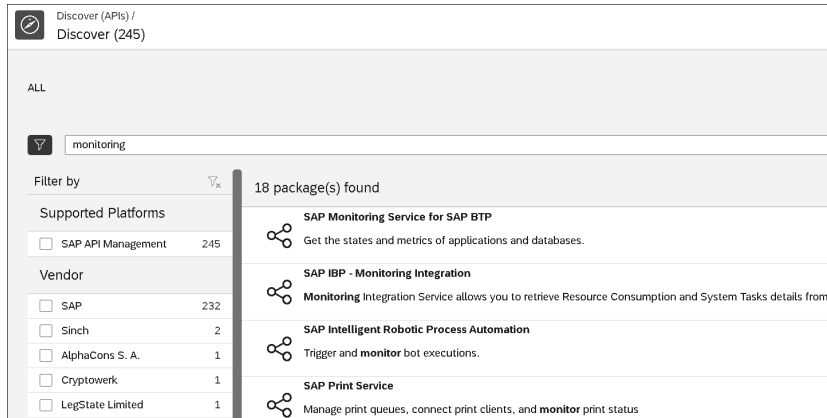 Discover (APIs) /
Discover (245)
ALL
monitoring
Filter by
Supported Platforms
SAP API Management 245
Vendor
SAP 232
Sinch 2
AlphaCons S. A. 1
Cryptowerk 1
LegState Limited 1
18 package(s) found
SAP Monitoring Service for SAP BTP
Get the states and metrics of applications and databases.
SAP IBP - Monitoring Integration
Monitoring Integration Service allows you to retrieve Resource Consumption and System Tasks details from
SAP Intelligent Robotic Process Automation
Trigger and monitor bot executions.
SAP Print Service
Manage print queues, connect print clients, and monitor print status